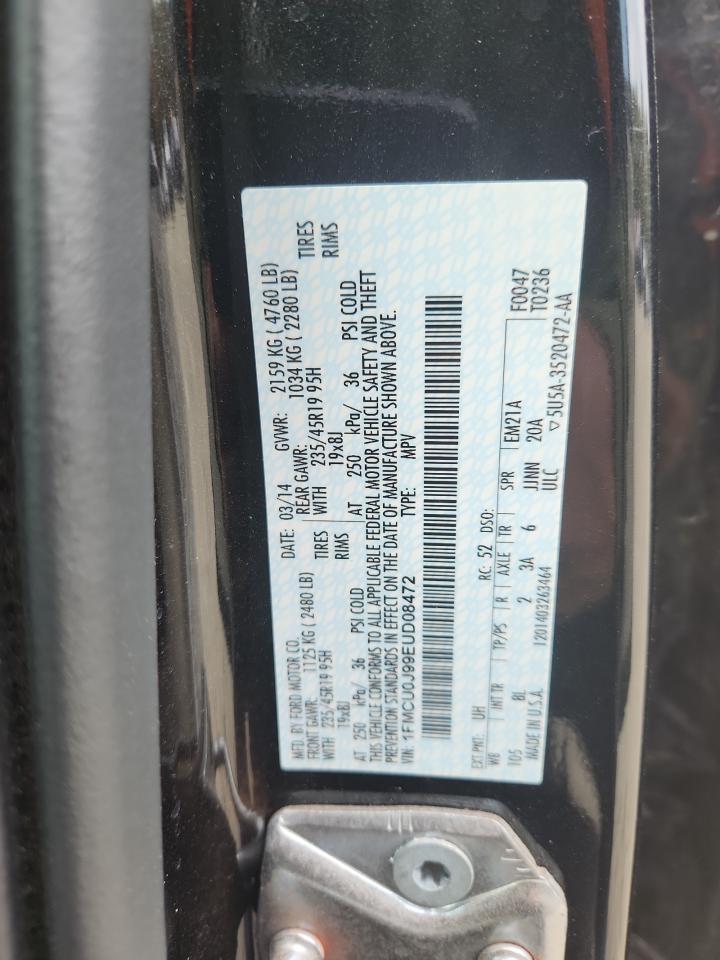 MFD. BY FORD MOTOR CO. DATE: 03/14 GVWR: 2159 KG ( 4760 LB)
FRONT GAWR: 1125 KG ( 2480 LB) REAR GAWR: 1034 KG ( 2280 LB)
WITH 235/45R19 95H TIRES WITH 235/45R19 95H TIRES
19x8J RIMS 19x8J RIMS
AT 250 kPa/ 36 PSI COLD AT 250 kPa/ 36 PSI COLD
THIS VEHICLE CONFORMS TO ALL APPLICABLE FEDERAL MOTOR VEHICLE SAFETY AND THEFT
PREVENTION STANDARDS IN EFFECT ON THE DATE OF MANUFACTURE SHOWN ABOVE.
VIN: 1FMCU0J99EUD08472 TYPE: MPV
EXT PNT: UH RC: 52 DSO: F0047
WB INT TR TP/PS R AXLE TR SPR EM21A T0236
105 8L 2 3A 6 JJNN 20A
MADE IN U.S.A. 1201403263464 ULC ▽5U5A-3520472-AA